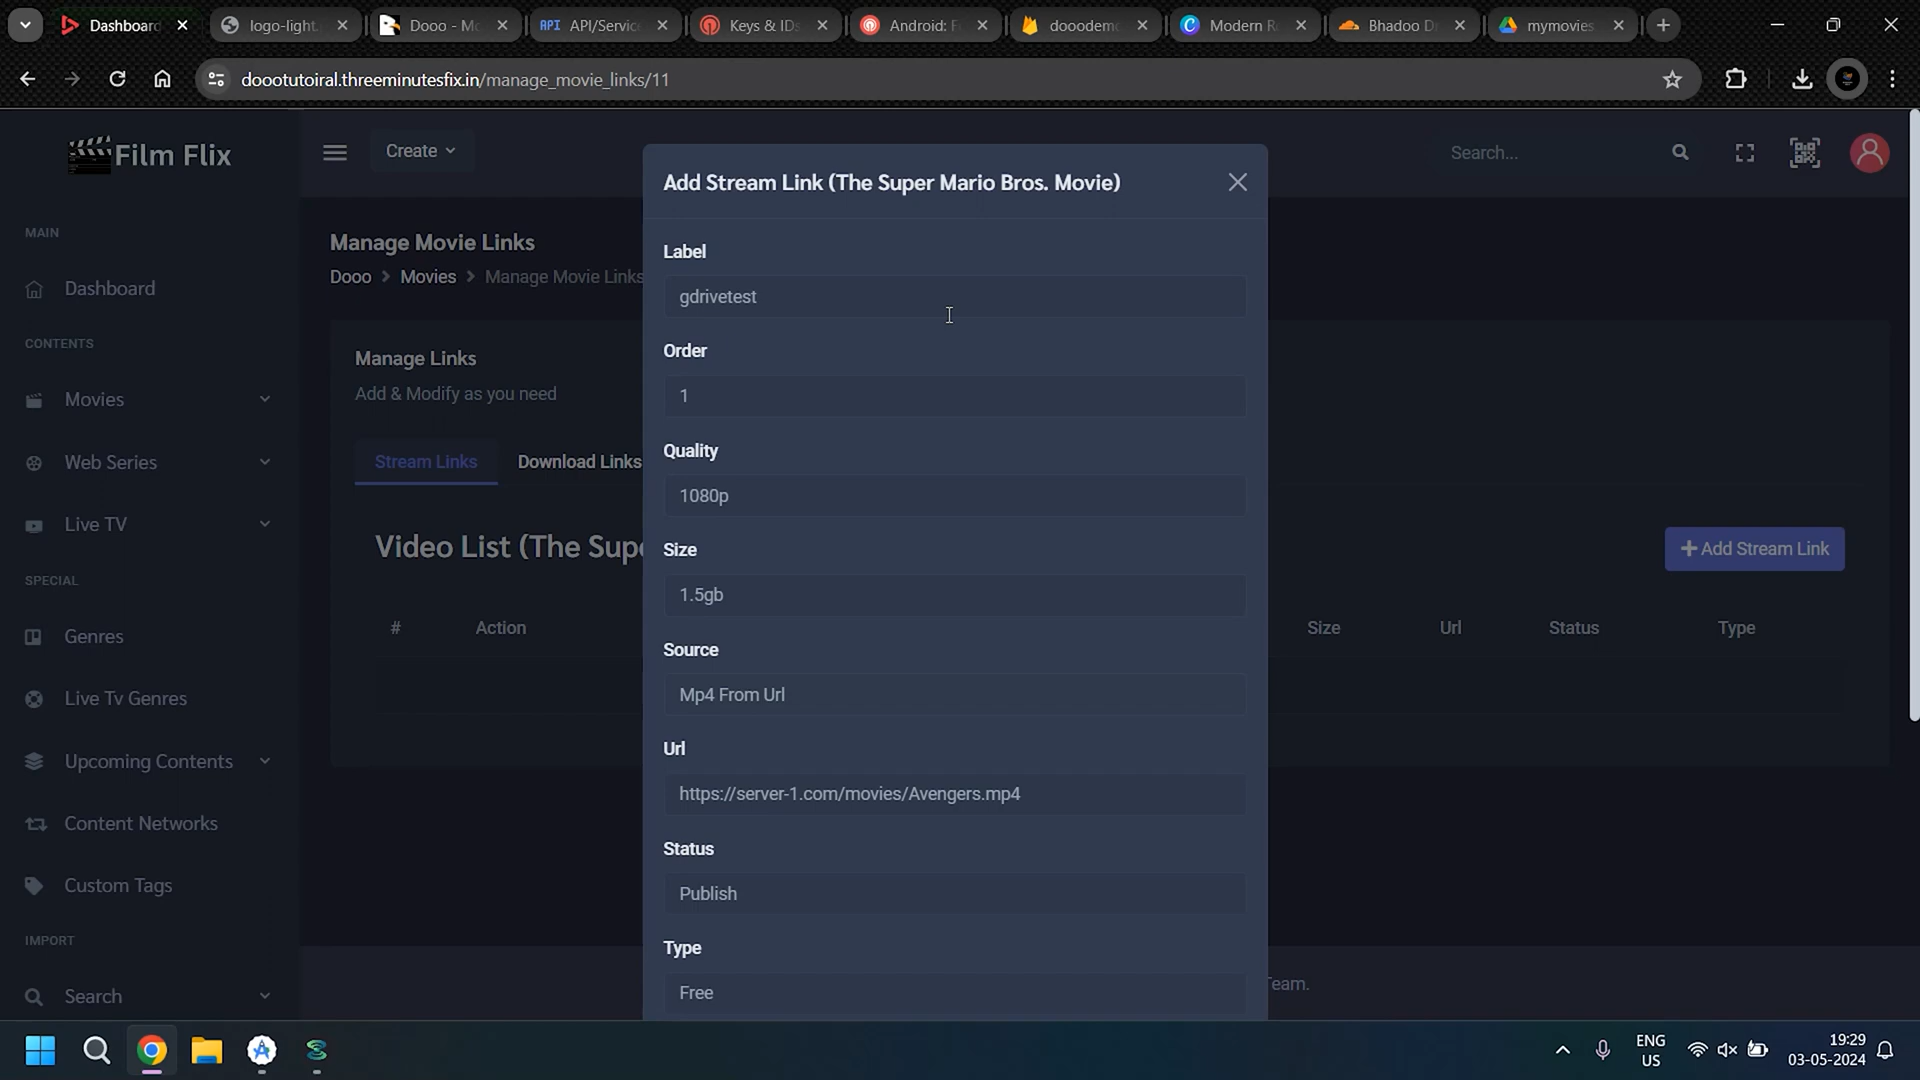 Dashboard
logo-light.
Dooo - Mo
API API/Service
Keys & IDs
Android: F
dooodemo
Modern R
Bhadoo D
mymovies
doootutoiral.threeminutesfix.in/manage_movie_links/11
Film Flix
Create
Search...
MAIN
Dashboard
CONTENTS
Movies
Web Series
Live TV
SPECIAL
Genres
Live Tv Genres
Upcoming Contents
Content Networks
Custom Tags
IMPORT
Search
Manage Movie Links
Dooo > Movies > Manage Movie Links
Manage Links
Add & Modify as you need
Stream Links
Download Links
Video List (The Supe
+ Add Stream Link
#
Action
Size
Url
Status
Type
Team.
Add Stream Link (The Super Mario Bros. Movie)
Label
gdrivetest
Order
1
Quality
1080p
Size
1.5gb
Source
Mp4 From Url
Url
https://server-1.com/movies/Avengers.mp4
Status
Publish
Type
Free
ENG
US
19:29
03-05-2024